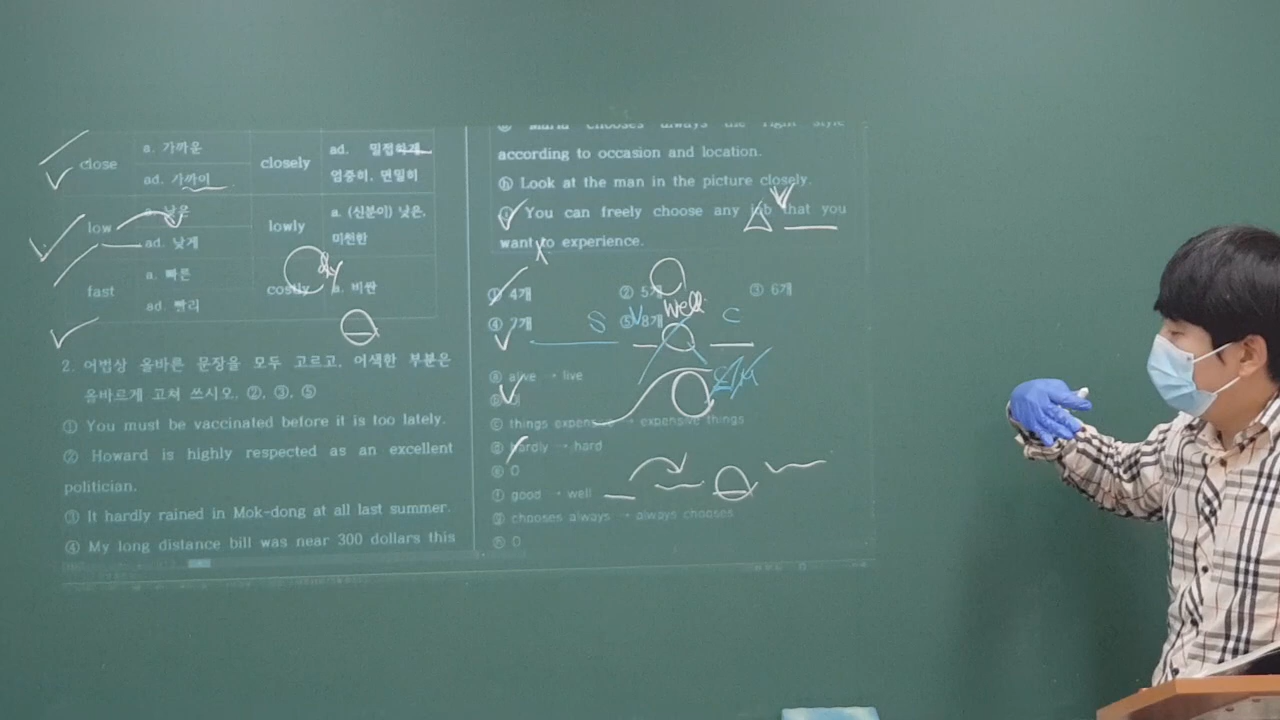 close
a. 가까운
ad. 가까이
closely
ad. 밀접하게
엄중히, 면밀히
low
a. 낮은
ad. 낮게
lowly
a. (신분이) 낮은,
미천한
fast
a. 빠른
ad. 빨리
costly
a. 비싼
2. 어법상 올바른 문장을 모두 고르고, 어색한 부분은
올바르게 고쳐 쓰시오. ②, ③, ⑤
① You must be vaccinated before it is too lately.
② Howard is highly respected as an excellent
politician.
③ It hardly rained in Mok-dong at all last summer.
④ My long distance bill was near 300 dollars this
ⓖ Maria chooses always the right style
according to occasion and location.
ⓗ Look at the man in the picture closely.
You can freely choose any job that you
want to experience.
① 4개 ② 5개 ③ 6개
④ 7개 ⑤ 8개
well
S V C
ⓐ alive → live
ⓒ things expensive → expensive things
ⓓ hardly → hard
ⓔ O
ⓕ good → well
ⓖ chooses always → always chooses
ⓗ O